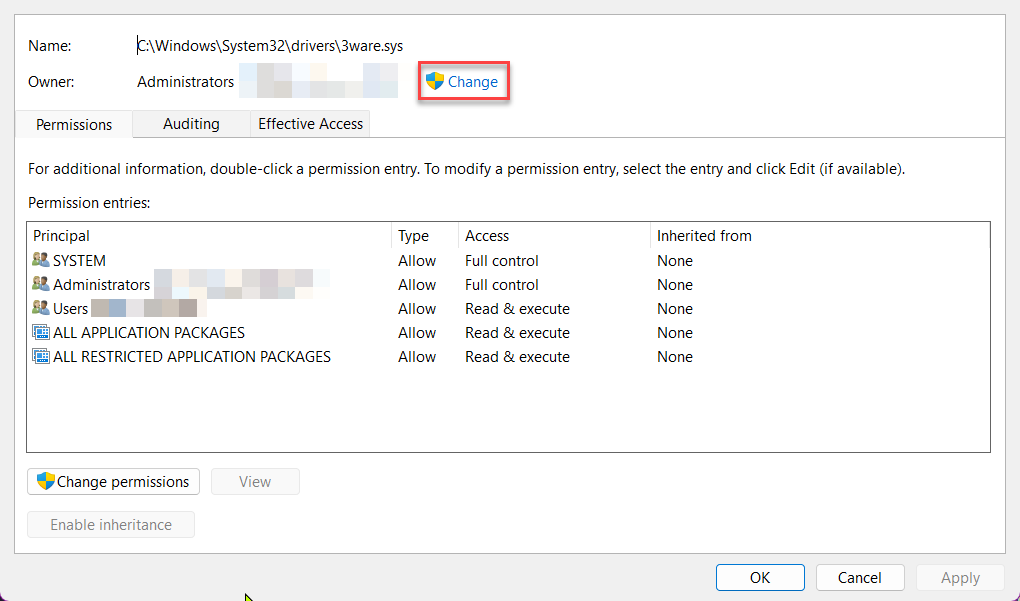 Name: C:\Windows\System32\drivers\3ware.sys
Owner: Administrators Change
Permissions Auditing Effective Access
For additional information, double-click a permission entry. To modify a permission entry, select the entry and click Edit (if available).
Permission entries:
Principal Type Access Inherited from
SYSTEM Allow Full control None
Administrators Allow Full control None
Users Allow Read & execute None
ALL APPLICATION PACKAGES Allow Read & execute None
ALL RESTRICTED APPLICATION PACKAGES Allow Read & execute None
Change permissions View
Enable inheritance
OK Cancel Apply